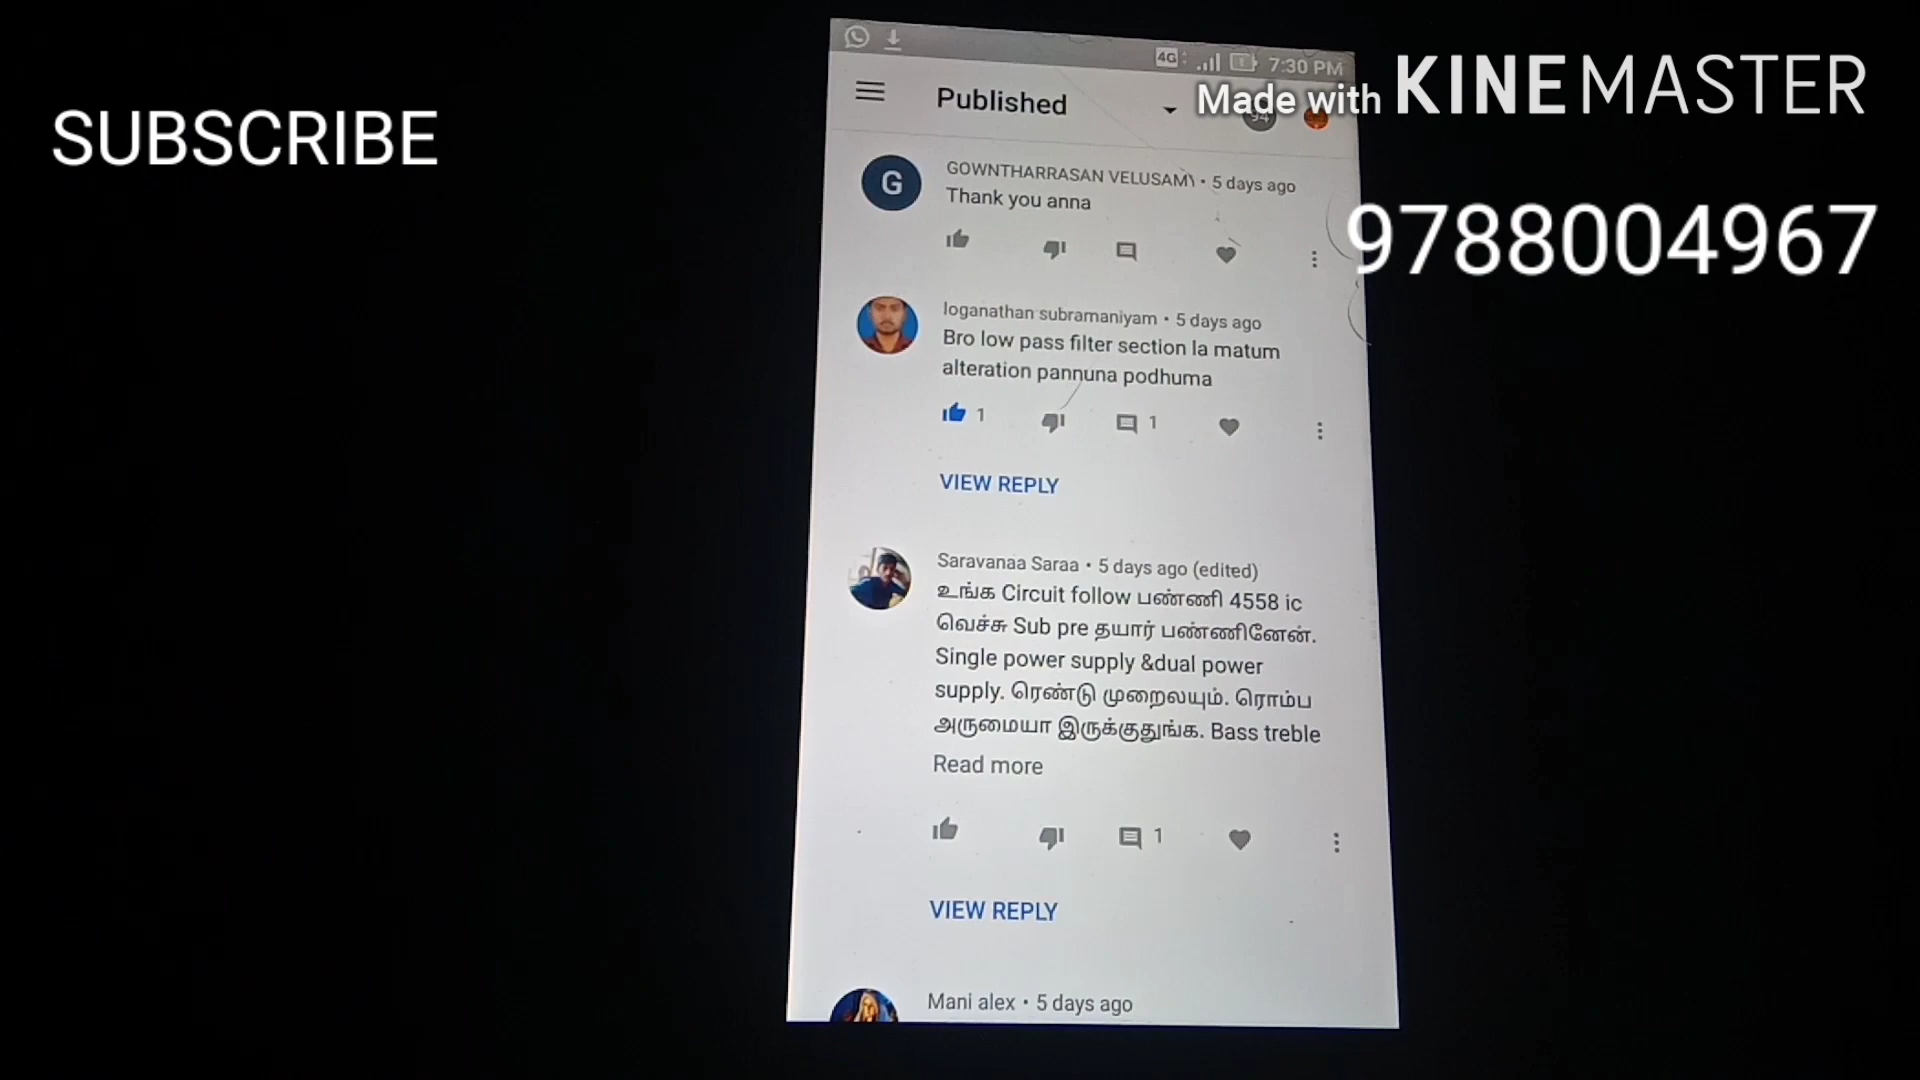 4G 7:30 PM
Made with KINEMASTER
SUBSCRIBE
Published
94
9788004967
G
GOWNTHARRASAN VELUSAMY • 5 days ago
Thank you anna
loganathan subramaniyam • 5 days ago
Bro low pass filter section la matum
alteration pannuna podhuma
1 1
VIEW REPLY
Saravanaa Saraa • 5 days ago (edited)
உங்க Circuit follow பண்ணி 4558 ic
வெச்சு Sub pre தயார் பண்ணினேன்.
Single power supply &dual power
supply. ரெண்டு முறைலயும். ரொம்ப
அருமையா இருக்குதுங்க. Bass treble
Read more
1
VIEW REPLY
Mani alex • 5 days ago